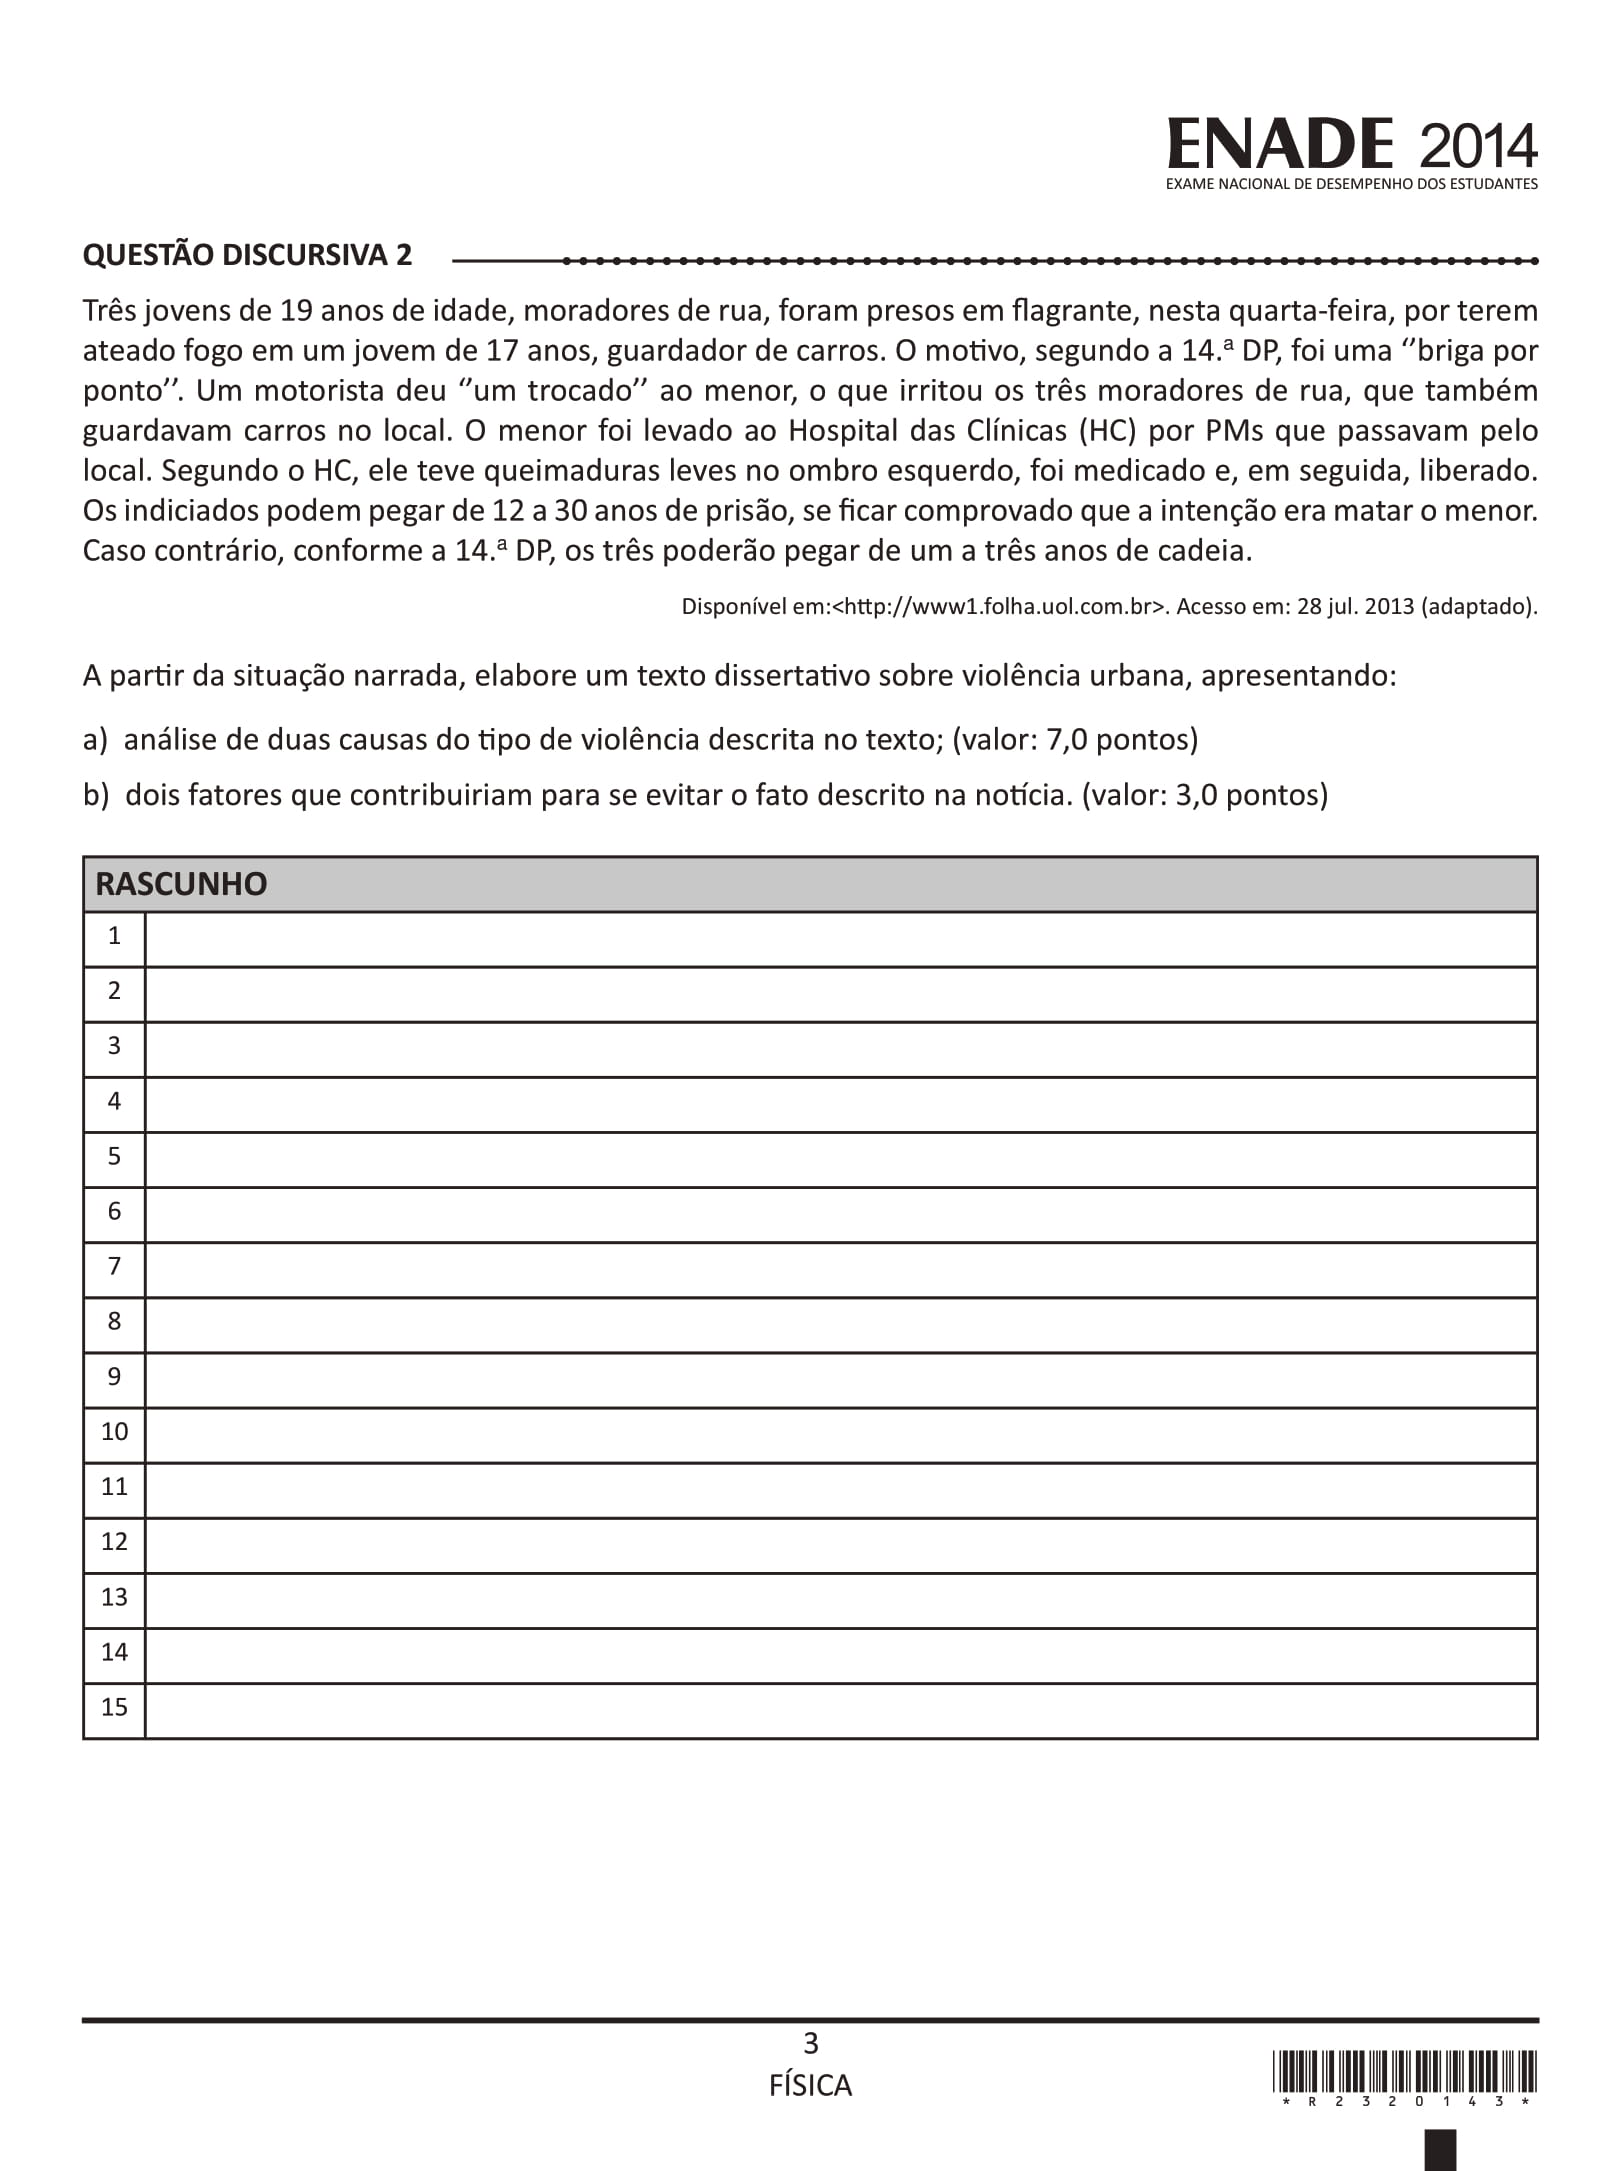 ENADE 2014
EXAME NACIONAL DE DESEMPENHO DOS ESTUDANTES
QUESTÃO DISCURSIVA 2
Três jovens de 19 anos de idade, moradores de rua, foram presos em flagrante, nesta quarta-feira, por terem
ateado fogo em um jovem de 17 anos, guardador de carros. O motivo, segundo a 14.ª DP, foi uma ‘’briga por
ponto’’. Um motorista deu ‘’um trocado’’ ao menor, o que irritou os três moradores de rua, que também
guardavam carros no local. O menor foi levado ao Hospital das Clínicas (HC) por PMs que passavam pelo
local. Segundo o HC, ele teve queimaduras leves no ombro esquerdo, foi medicado e, em seguida, liberado.
Os indiciados podem pegar de 12 a 30 anos de prisão, se ficar comprovado que a intenção era matar o menor.
Caso contrário, conforme a 14.ª DP, os três poderão pegar de um a três anos de cadeia.
Disponível em:<http://www1.folha.uol.com.br>. Acesso em: 28 jul. 2013 (adaptado).
A partir da situação narrada, elabore um texto dissertativo sobre violência urbana, apresentando:
a) análise de duas causas do tipo de violência descrita no texto; (valor: 7,0 pontos)
b) dois fatores que contribuiriam para se evitar o fato descrito na notícia. (valor: 3,0 pontos)
RASCUNHO
1
2
3
4
5
6
7
8
9
10
11
12
13
14
15
3
FÍSICA
*R2320143*